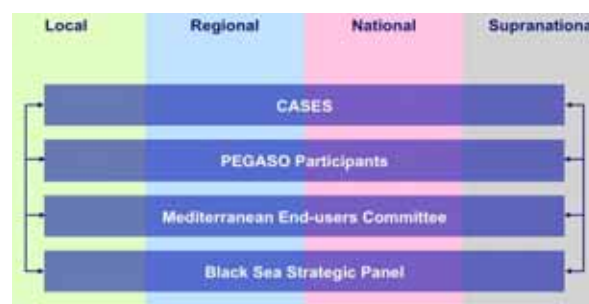 Local Regional National Supranationa
CASES
PEGASO Participants
Mediterranean End-users Committee
Black Sea Strategic Panel